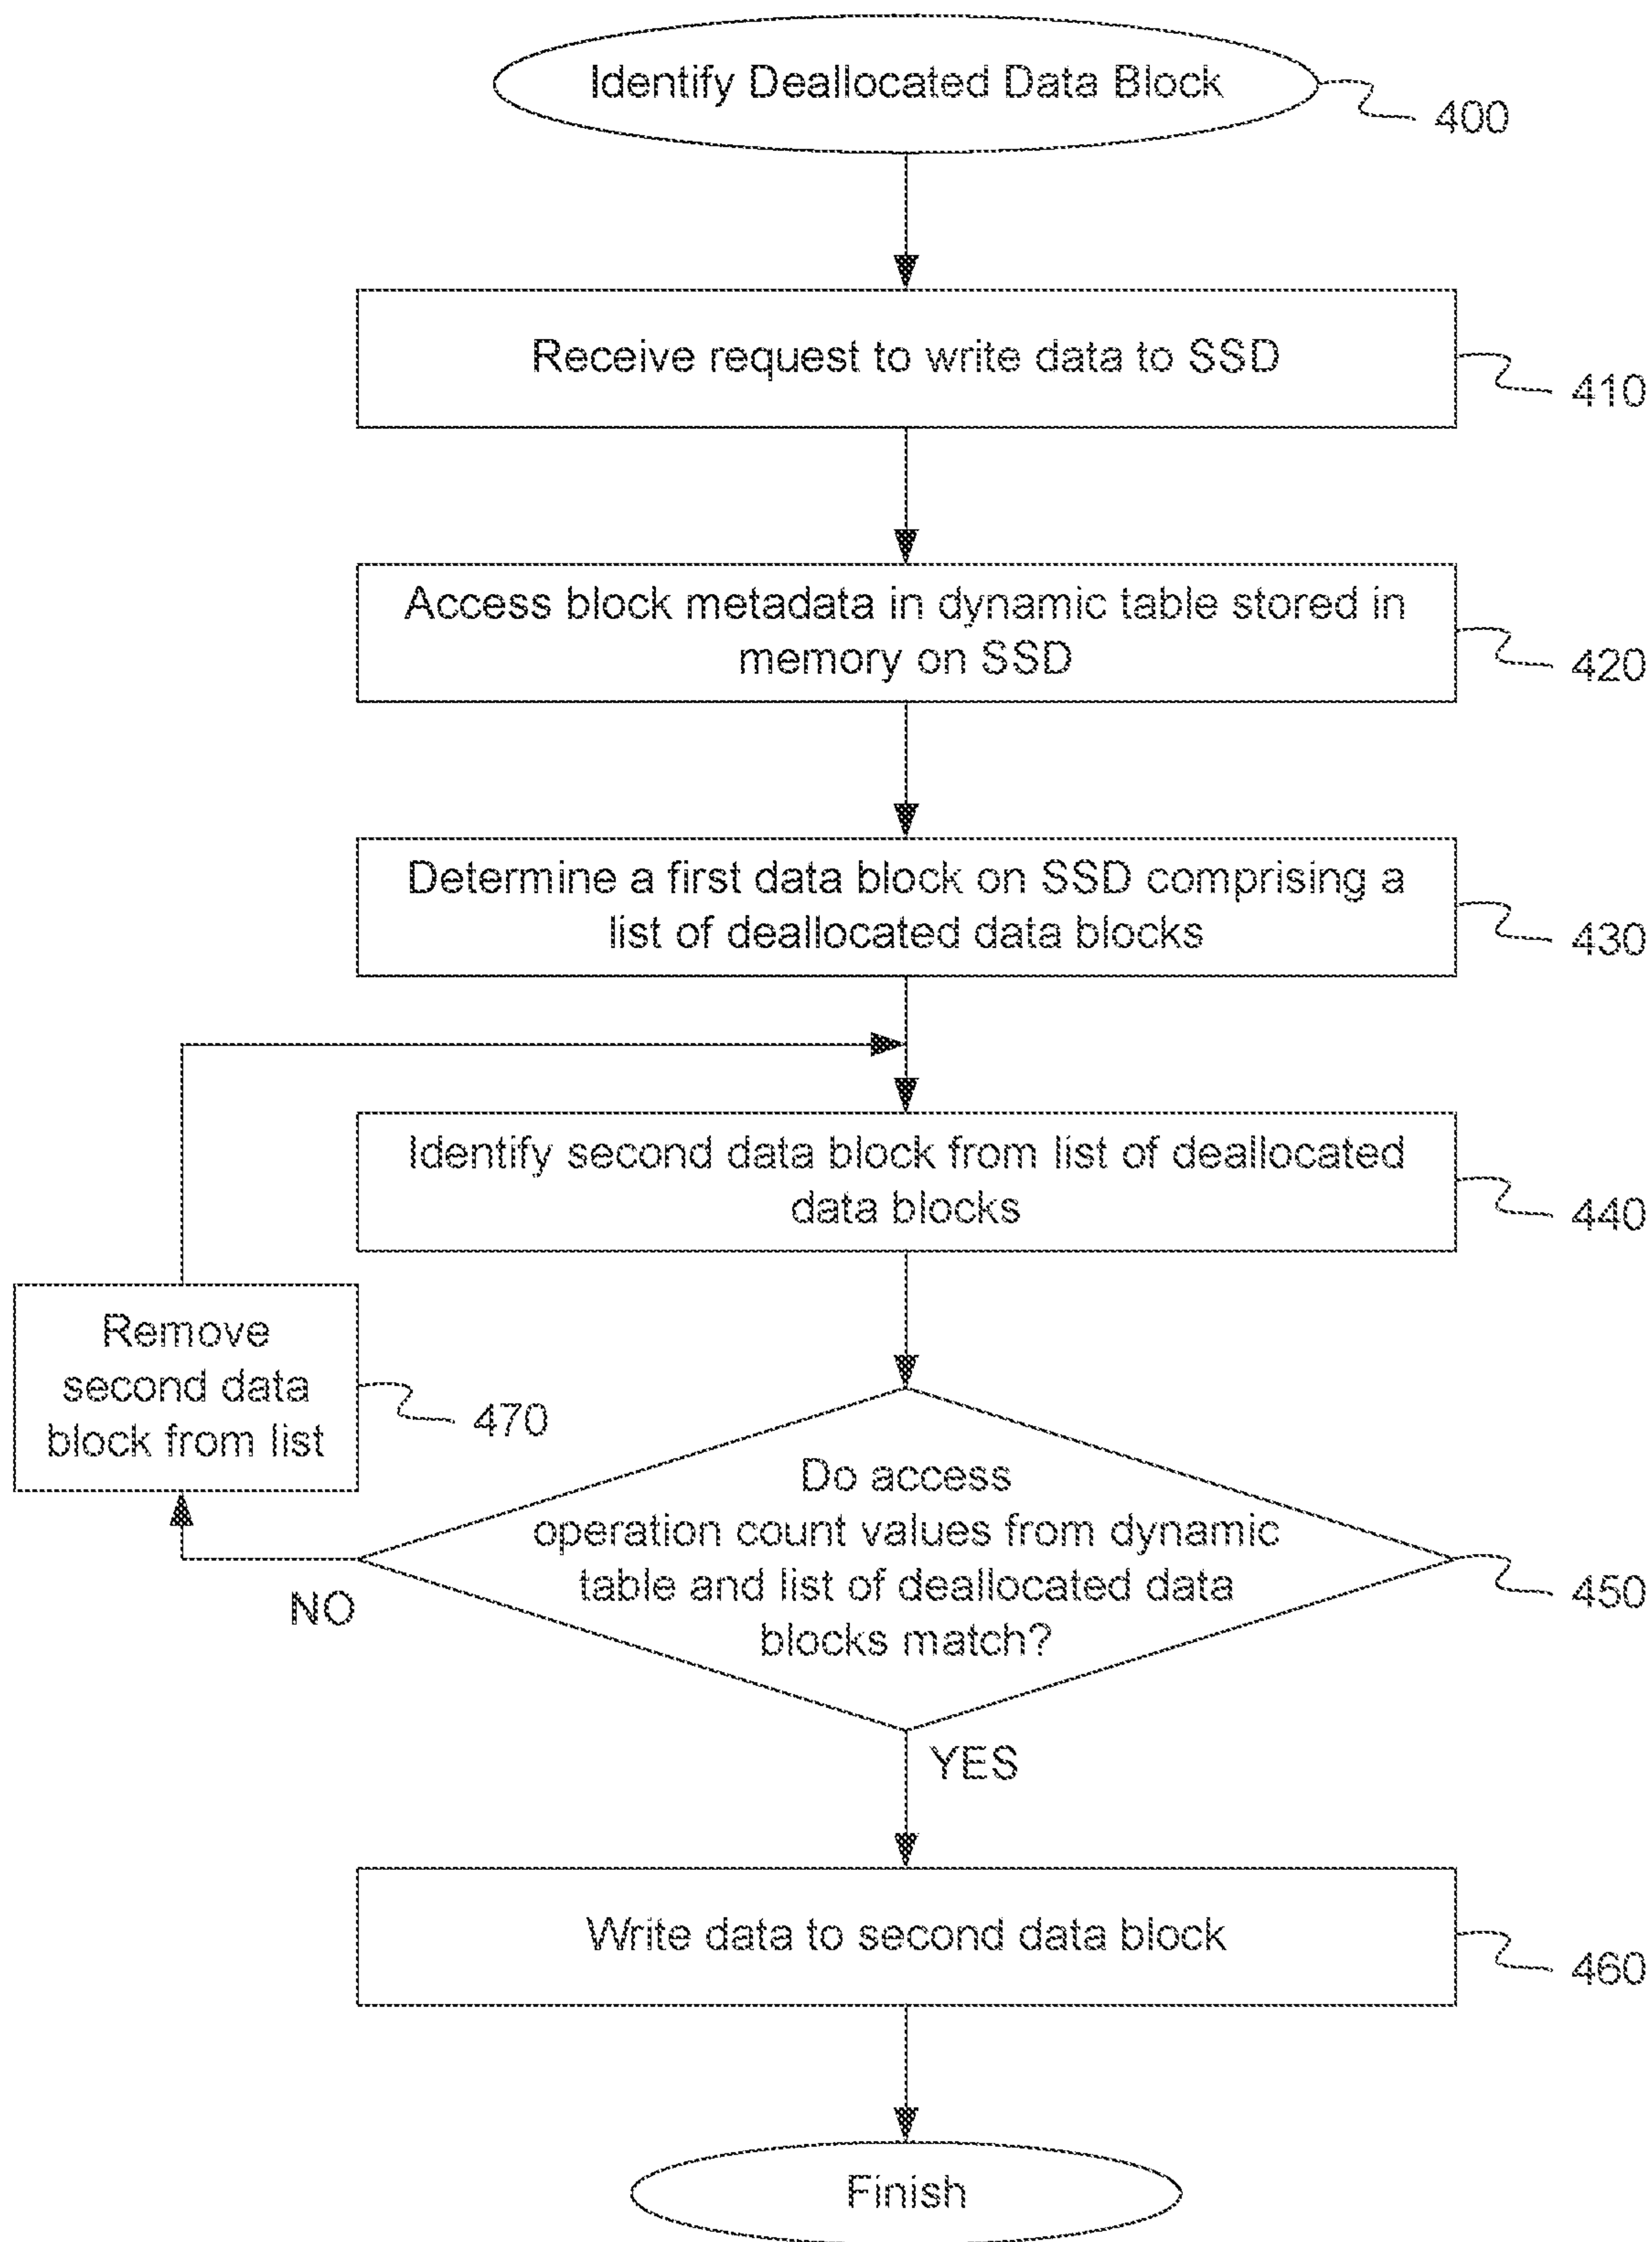 Identify Deallocated Data Block
400
Receive request to write data to SSD
410
Access block metadata in dynamic table stored in
memory on SSD
420
Determine a first data block on SSD comprising a
list of deallocated data blocks
430
Identify second data block from list of deallocated
data blocks
440
Remove
second data
block from list
470
Do access
operation count values from dynamic
table and list of deallocated data
blocks match?
450
NO
YES
Write data to second data block
460
Finish